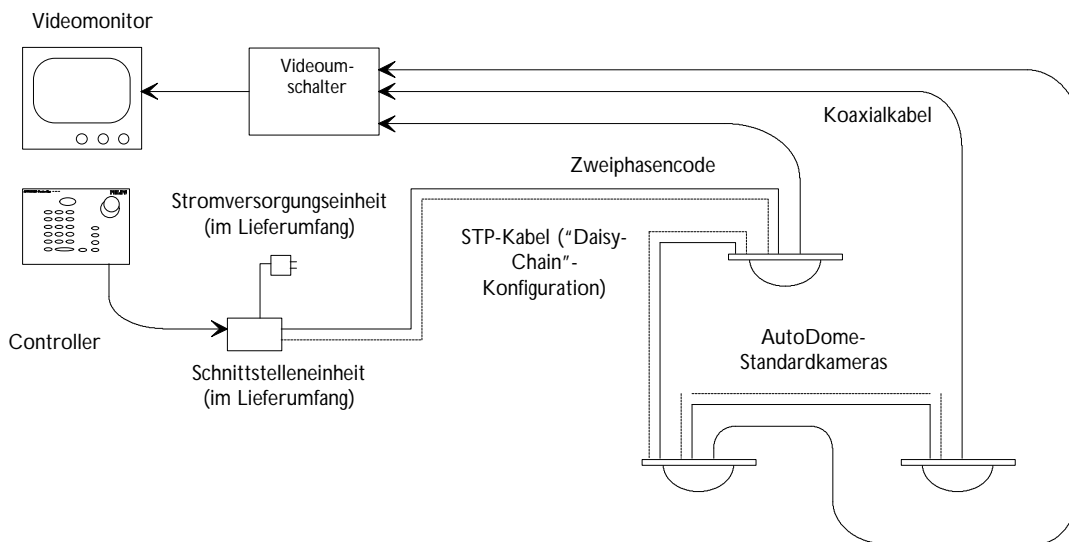 Videomonitor
Videoum-
schalter
Koaxialkabel
Zweiphasencode
Stromversorgungseinheit
(im Lieferumfang)
STP-Kabel ("Daisy-
Chain"-
Konfiguration)
Controller
AutoDome-
Standardkameras
Schnittstelleneinheit
(im Lieferumfang)